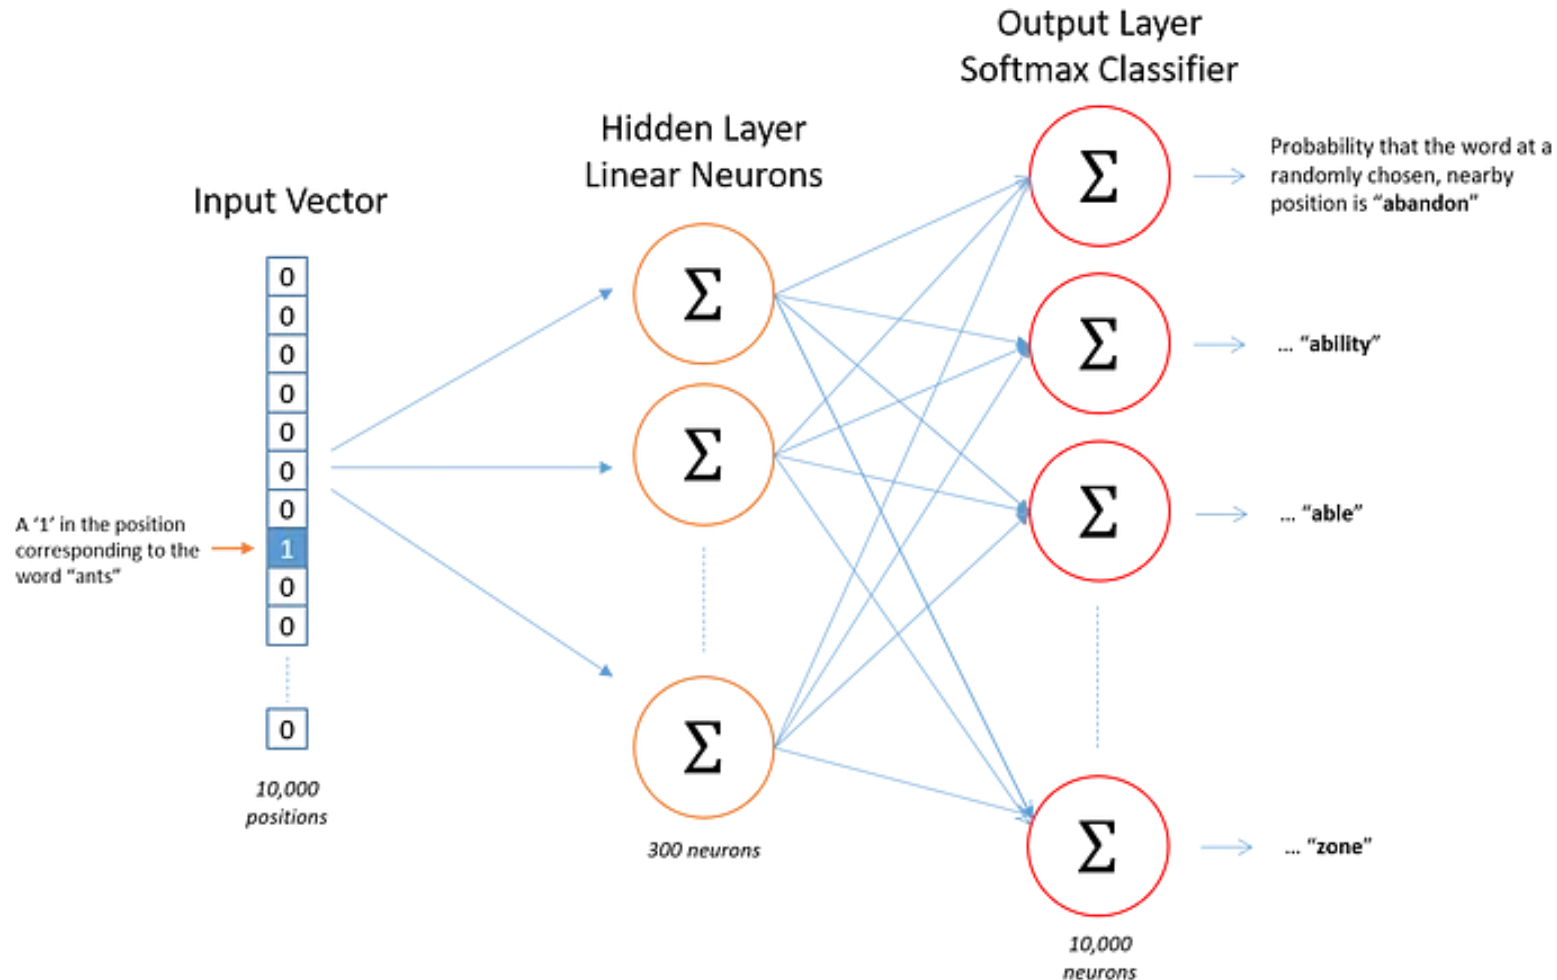 Output Layer
Softmax Classifier
Hidden Layer
Linear Neurons
Input Vector
0
0
0
0
0
0
0
1
0
0
0
A ‘1’ in the position
corresponding to the
word “ants”
10,000
positions
Σ
Σ
Σ
300 neurons
Σ
Σ
Σ
Σ
10,000
neurons
Probability that the word at a
randomly chosen, nearby
position is “abandon”
... “ability”
... “able”
... “zone”